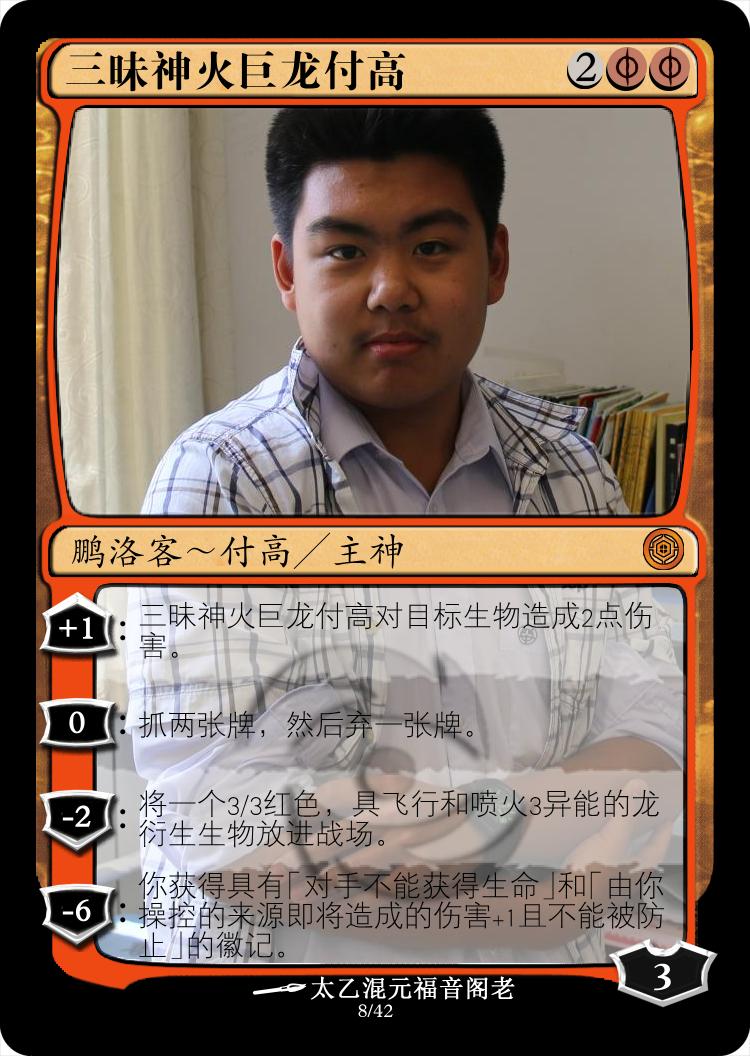 三昧神火巨龙付高 2
鹏洛客～付高／主神
+1：三昧神火巨龙付高对目标生物造成2点伤
害。
0：抓两张牌，然后弃一张牌。
-2：将一个3/3红色，具飞行和喷火3异能的龙
衍生生物放进战场。
-6：你获得具有「对手不能获得生命」和「由你
操控的来源即将造成的伤害+1且不能被防
止」的徽记。
3
太乙混元福音阁老
8/42